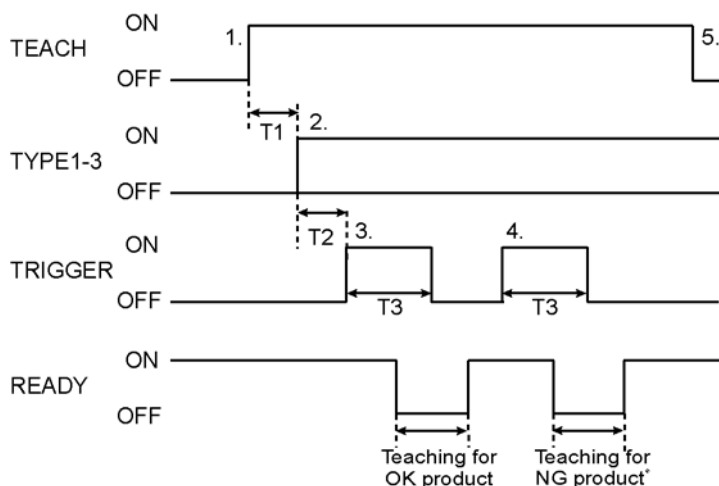 ON
1.
5.
TEACH
OFF
T1
ON
2.
TYPE1-3
OFF
T2
ON
3.
4.
TRIGGER
OFF
T3
T3
ON
READY
OFF
Teaching for
OK product
Teaching for
NG product*